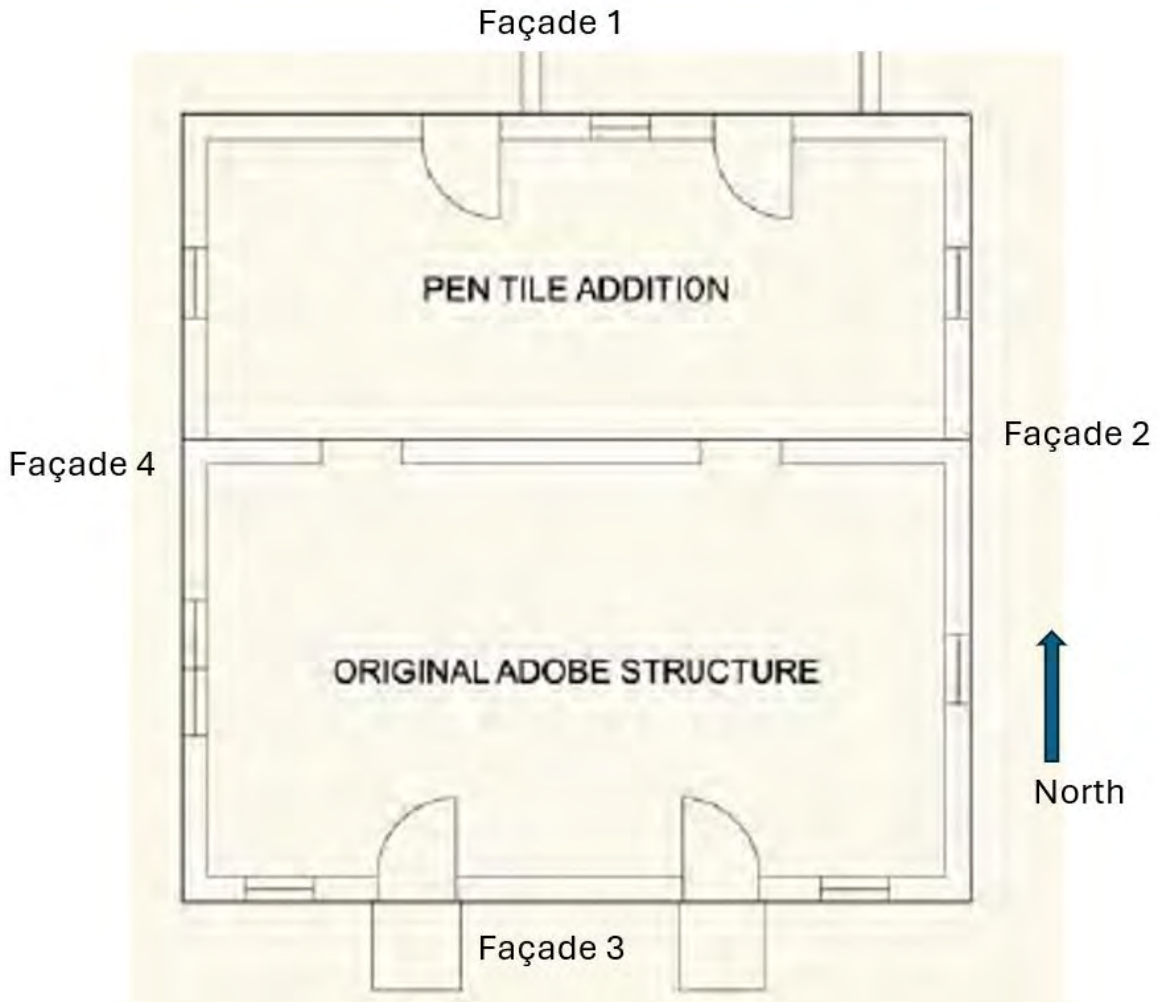 Façade 1
PEN TILE ADDITION
Façade 2
Façade 4
ORIGINAL ADOBE STRUCTURE
North
Façade 3